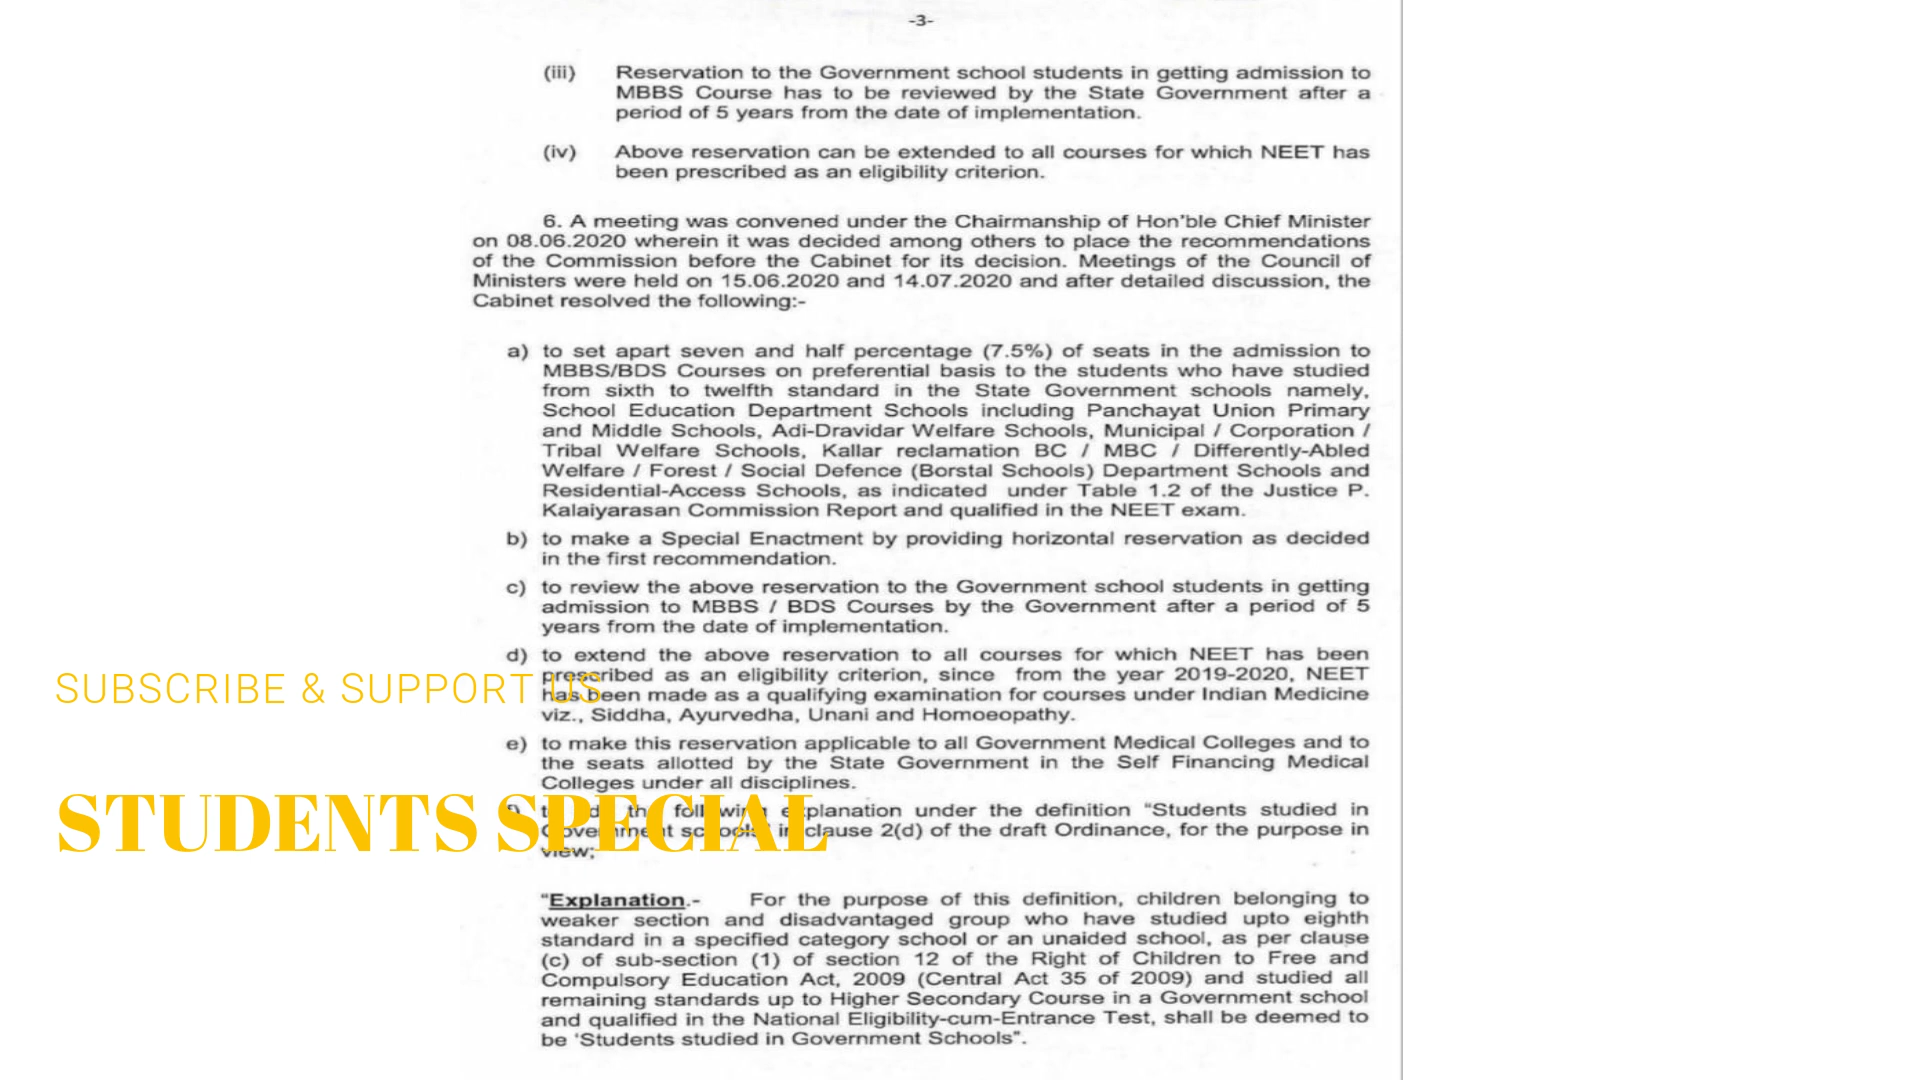 -3-
(iii) Reservation to the Government school students in getting admission to
MBBS Course has to be reviewed by the State Government after a
period of 5 years from the date of implementation.
(iv) Above reservation can be extended to all courses for which NEET has
been prescribed as an eligibility criterion.
6. A meeting was convened under the Chairmanship of Hon'ble Chief Minister
on 08.06.2020 wherein it was decided among others to place the recommendations
of the Commission before the Cabinet for its decision. Meetings of the Council of
Ministers were held on 15.06.2020 and 14.07.2020 and after detailed discussion, the
Cabinet resolved the following:-
a) to set apart seven and half percentage (7.5%) of seats in the admission to
MBBS/BDS Courses on preferential basis to the students who have studied
from sixth to twelfth standard in the State Government schools namely,
School Education Department Schools including Panchayat Union Primary
and Middle Schools, Adi-Dravidar Welfare Schools, Municipal / Corporation /
Tribal Welfare Schools, Kallar reclamation BC / MBC / Differently-Abled
Welfare / Forest / Social Defence (Borstal Schools) Department Schools and
Residential-Access Schools, as indicated under Table 1.2 of the Justice P.
Kalaiyarasan Commission Report and qualified in the NEET exam.
b) to make a Special Enactment by providing horizontal reservation as decided
in the first recommendation.
c) to review the above reservation to the Government school students in getting
admission to MBBS / BDS Courses by the Government after a period of 5
years from the date of implementation.
d) to extend the above reservation to all courses for which NEET has been
prescribed as an eligibility criterion, since from the year 2019-2020, NEET
has been made as a qualifying examination for courses under Indian Medicine
viz., Siddha, Ayurvedha, Unani and Homoeopathy.
SUBSCRIBE & SUPPORT US
e) to make this reservation applicable to all Government Medical Colleges and to
the seats allotted by the State Government in the Self Financing Medical
Colleges under all disciplines.
the following explanation under the definition "Students studied in
Government schools" in clause 2(d) of the draft Ordinance, for the purpose in
view;
STUDENTS SPECIAL
"Explanation.- For the purpose of this definition, children belonging to
weaker section and disadvantaged group who have studied upto eighth
standard in a specified category school or an unaided school, as per clause
(c) of sub-section (1) of section 12 of the Right of Children to Free and
Compulsory Education Act, 2009 (Central Act 35 of 2009) and studied all
remaining standards up to Higher Secondary Course in a Government school
and qualified in the National Eligibility-cum-Entrance Test, shall be deemed to
be 'Students studied in Government Schools".